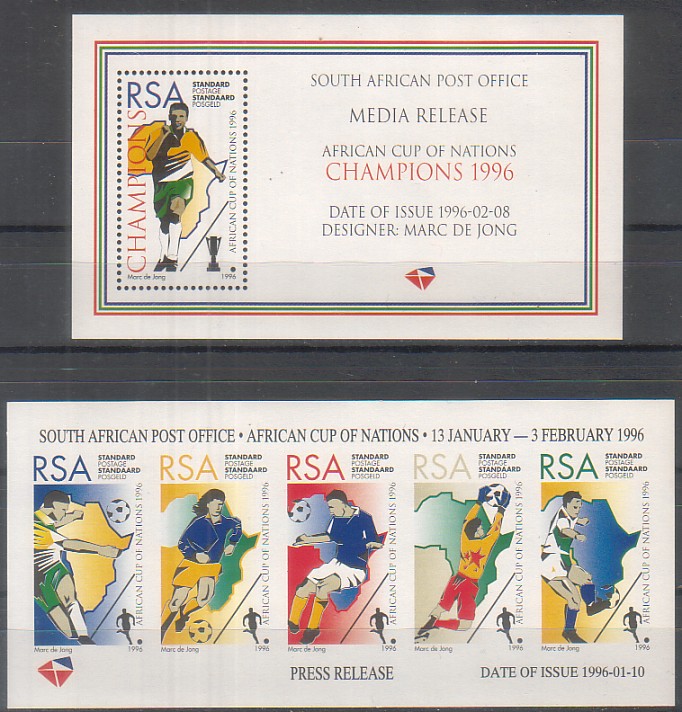 RSA
STANDARD
POSTAGE
STANDAARD
POSGELD
CHAMPIONS
AFRICAN CUP OF NATIONS 1996
Marc de Jong
1996
SOUTH AFRICAN POST OFFICE
MEDIA RELEASE
AFRICAN CUP OF NATIONS
CHAMPIONS 1996
DATE OF ISSUE 1996-02-08
DESIGNER: MARC DE JONG
SOUTH AFRICAN POST OFFICE • AFRICAN CUP OF NATIONS • 13 JANUARY — 3 FEBRUARY 1996
RSA
STANDARD
POSTAGE
STANDAARD
POSGELD
AFRICAN CUP OF NATIONS 1996
Marc de Jong
1996
RSA
STANDARD
POSTAGE
STANDAARD
POSGELD
AFRICAN CUP OF NATIONS 1996
Marc de Jong
1996
RSA
STANDARD
POSTAGE
STANDAARD
POSGELD
AFRICAN CUP OF NATIONS 1996
Marc de Jong
1996
RSA
STANDARD
POSTAGE
STANDAARD
POSGELD
AFRICAN CUP OF NATIONS 1996
Marc de Jong
1996
RSA
STANDARD
POSTAGE
STANDAARD
POSGELD
AFRICAN CUP OF NATIONS 1996
Marc de Jong
1996
PRESS RELEASE
DATE OF ISSUE 1996-01-10